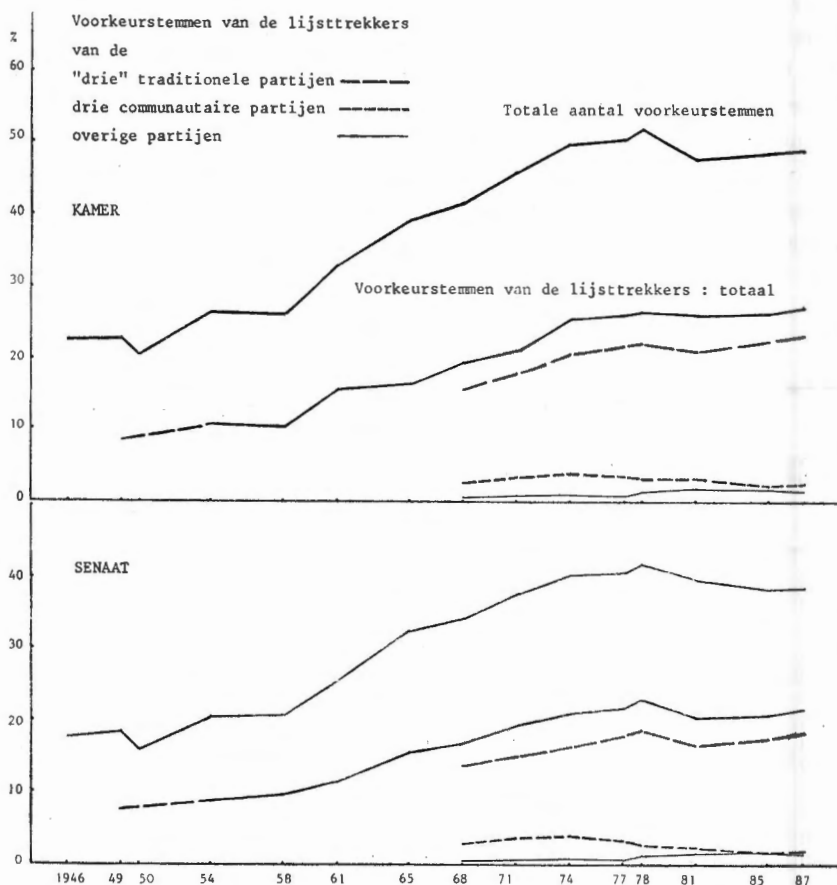 Voorkeurstemmen van de lijsttrekkers
van de
"drie" traditionele partijen
drie communautaire partijen
overige partijen
%
60
50
40
30
20
10
0
Totale aantal voorkeurstemmen
KAMER
Voorkeurstemmen van de lijsttrekkers : totaal
SENAAT
40
30
20
10
0
1946 49 50 54 58 61 65 68 71 74 77 78 81 85 87